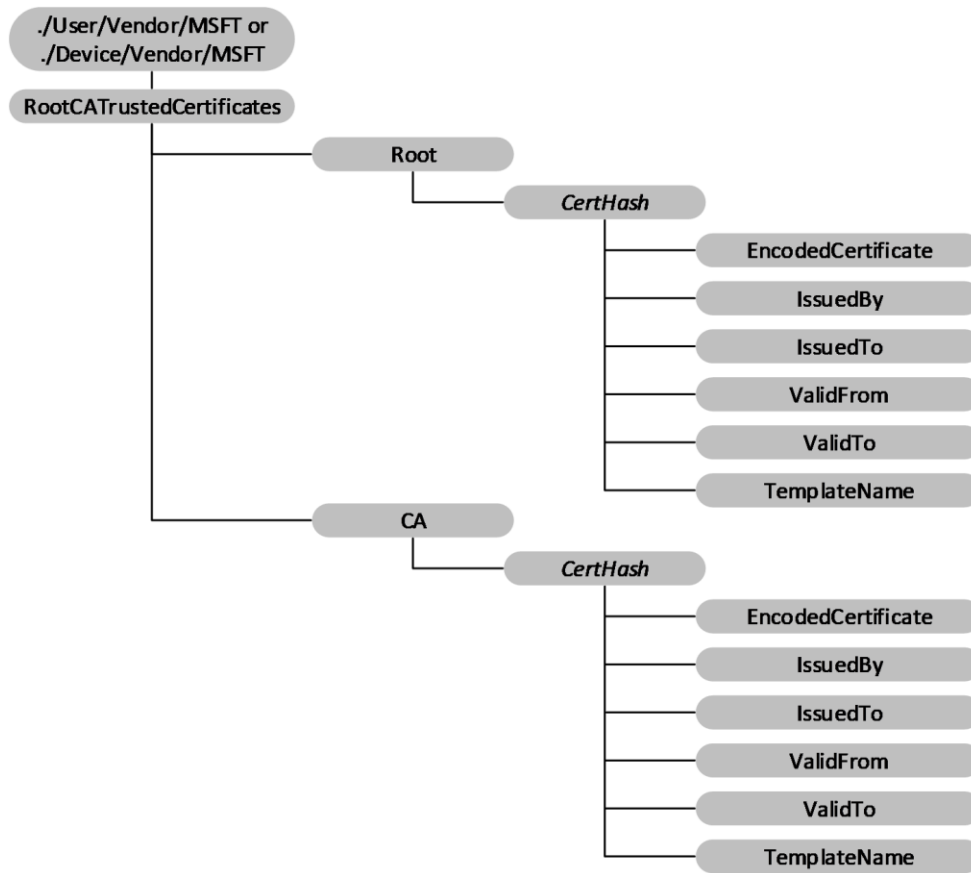 ./User/Vendor/MSFT or
./Device/Vendor/MSFT
RootCATrustedCertificates
Root
CertHash
EncodedCertificate
IssuedBy
IssuedTo
ValidFrom
ValidTo
TemplateName
CA
CertHash
EncodedCertificate
IssuedBy
IssuedTo
ValidFrom
ValidTo
TemplateName